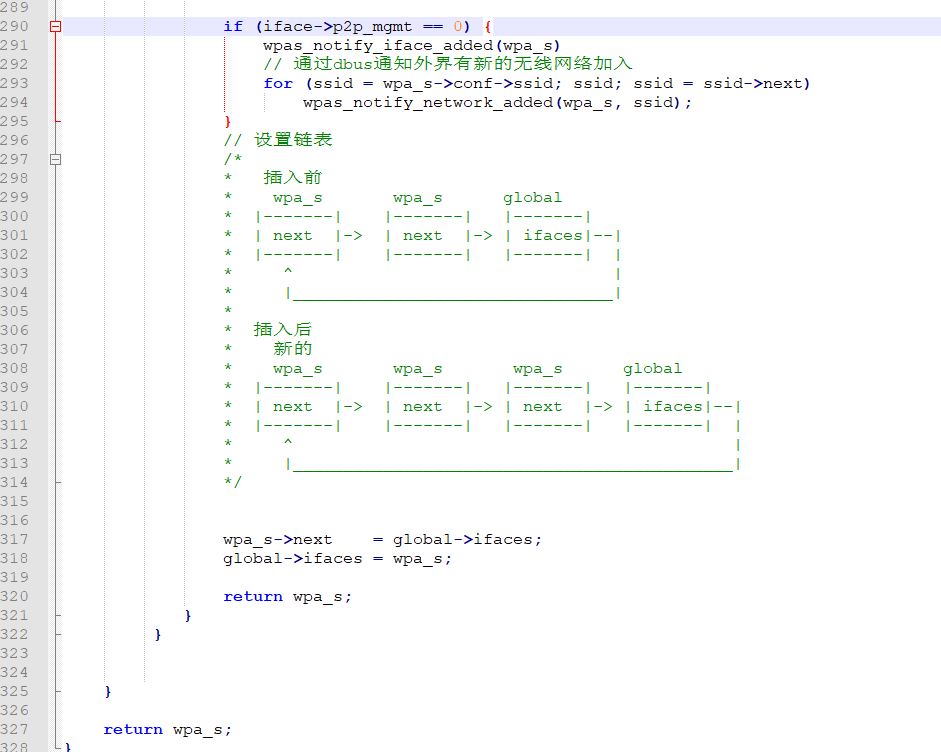 289
290 if (iface->p2p_mgmt == 0) {
291 wpas_notify_iface_added(wpa_s)
292 // 通过dbus通知外界有新的无线网络加入
293 for (ssid = wpa_s->conf->ssid; ssid; ssid = ssid->next)
294 wpas_notify_network_added(wpa_s, ssid);
295 }
296 // 设置链表
297 /*
298 * 插入前
299 * wpa_s wpa_s global
300 * |-------| |-------| |-------|
301 * | next |-> | next |-> | ifaces|--|
302 * |-------| |-------| |-------| |
303 * ^ |
304 * |_________________________________|
305 *
306 * 插入后
307 * 新的
308 * wpa_s wpa_s wpa_s global
309 * |-------| |-------| |-------| |-------|
310 * | next |-> | next |-> | next |-> | ifaces|--|
311 * |-------| |-------| |-------| |-------| |
312 * ^ |
313 * |____________________________________________|
314 */
315
316
317 wpa_s->next = global->ifaces;
318 global->ifaces = wpa_s;
319
320 return wpa_s;
321 }
322 }
323
324
325 }
326
327 return wpa_s;
328 }